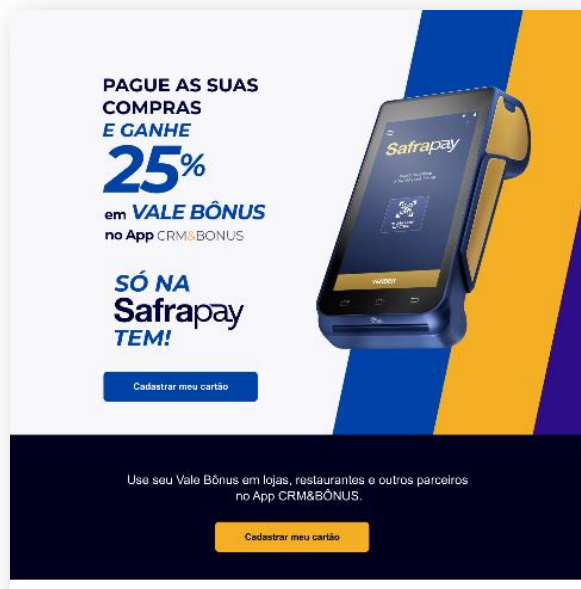 PAGUE AS SUAS
COMPRAS
E GANHE
25%
em VALE BÔNUS
no App CRM&BONUS
SÓ NA
Safrapay
TEM!
Cadastrar meu cartão
Safrapay
Use seu Vale Bônus em lojas, restaurantes e outros parceiros
no App CRM&BÔNUS.
Cadastrar meu cartão